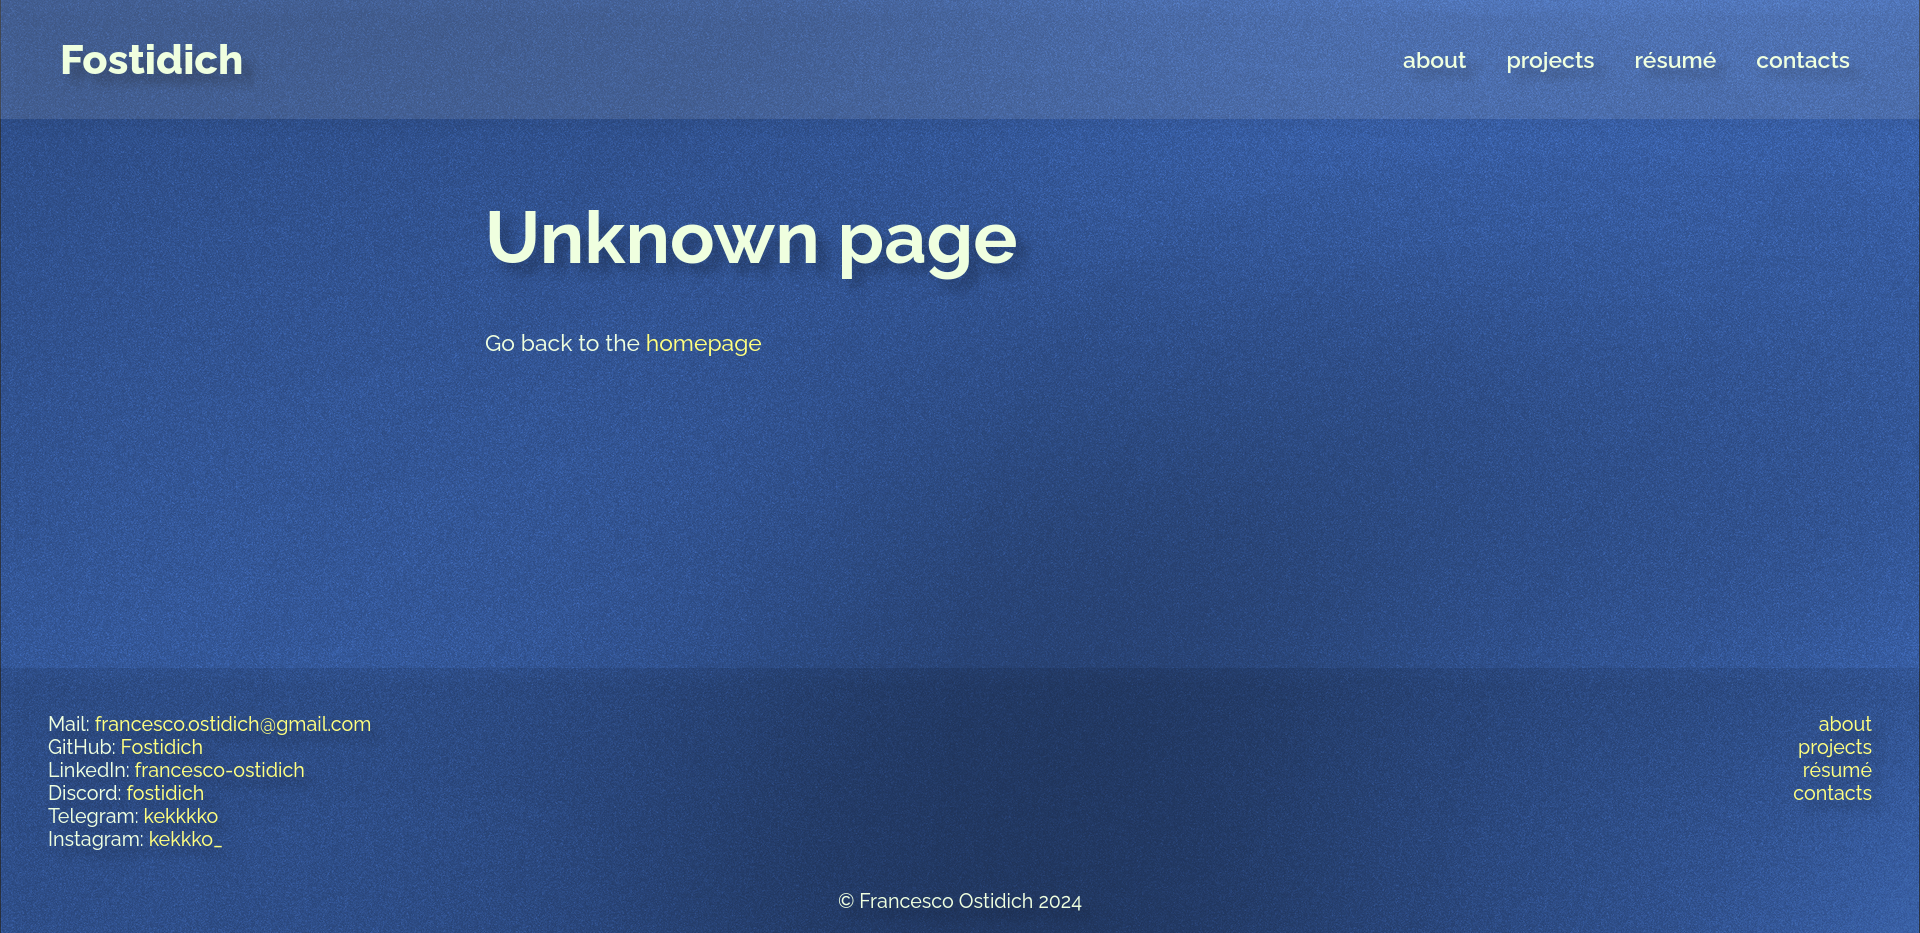 Fostidich
about projects résumé contacts
Unknown page
Go back to the homepage
Mail: francesco.ostidich@gmail.com
GitHub: Fostidich
LinkedIn: francesco-ostidich
Discord: fostidich
Telegram: kekkkko
Instagram: kekkko_
about
projects
résumé
contacts
© Francesco Ostidich 2024